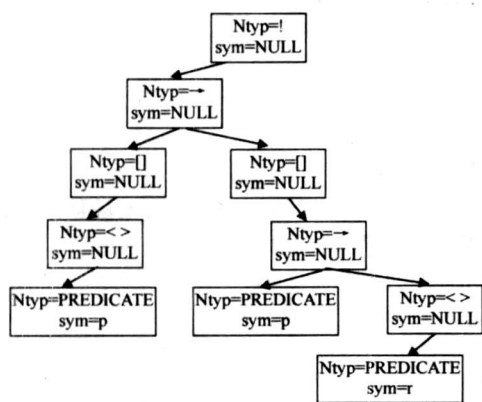 Ntyp=!
sym=NULL
Ntyp=→
sym=NULL
Ntyp=[]
sym=NULL
Ntyp=[]
sym=NULL
Ntyp=< >
sym=NULL
Ntyp=→
sym=NULL
Ntyp=PREDICATE
sym=p
Ntyp=PREDICATE
sym=p
Ntyp=< >
sym=NULL
Ntyp=PREDICATE
sym=r